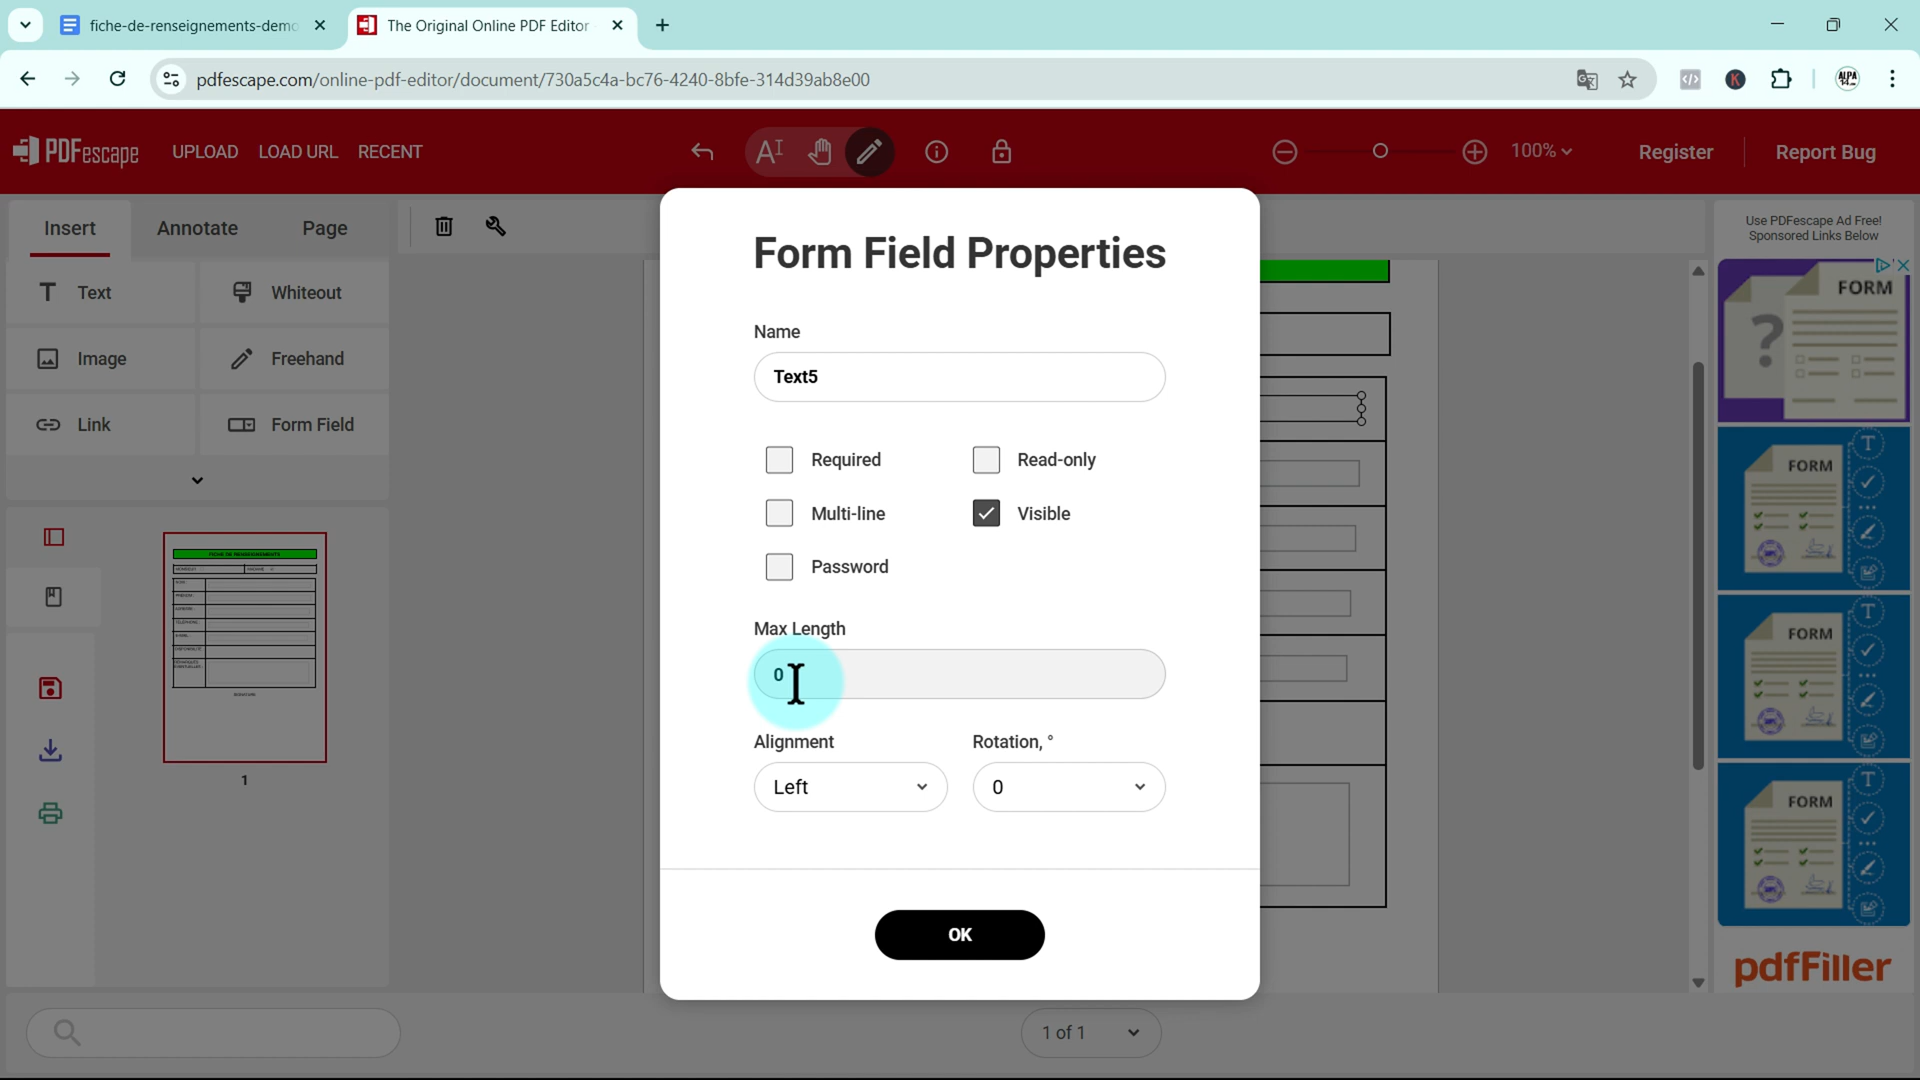 fiche-de-renseignements-demo
The Original Online PDF Editor
pdfescape.com/online-pdf-editor/document/730a5c4a-bc76-4240-8bfe-314d39ab8e00
PDFescape
UPLOAD
LOAD URL
RECENT
100%
Register
Report Bug
Insert
Annotate
Page
Text
Whiteout
Image
Freehand
Link
Form Field
FICHE DE RENSEIGNEMENTS
1
Form Field Properties
Name
Text5
Required
Read-only
Multi-line
Visible
Password
Max Length
0
Alignment
Rotation, °
Left
0
OK
1 of 1
Use PDFescape Ad Free!
Sponsored Links Below
FORM
?
FORM
T
FORM
T
FORM
T
pdfFiller